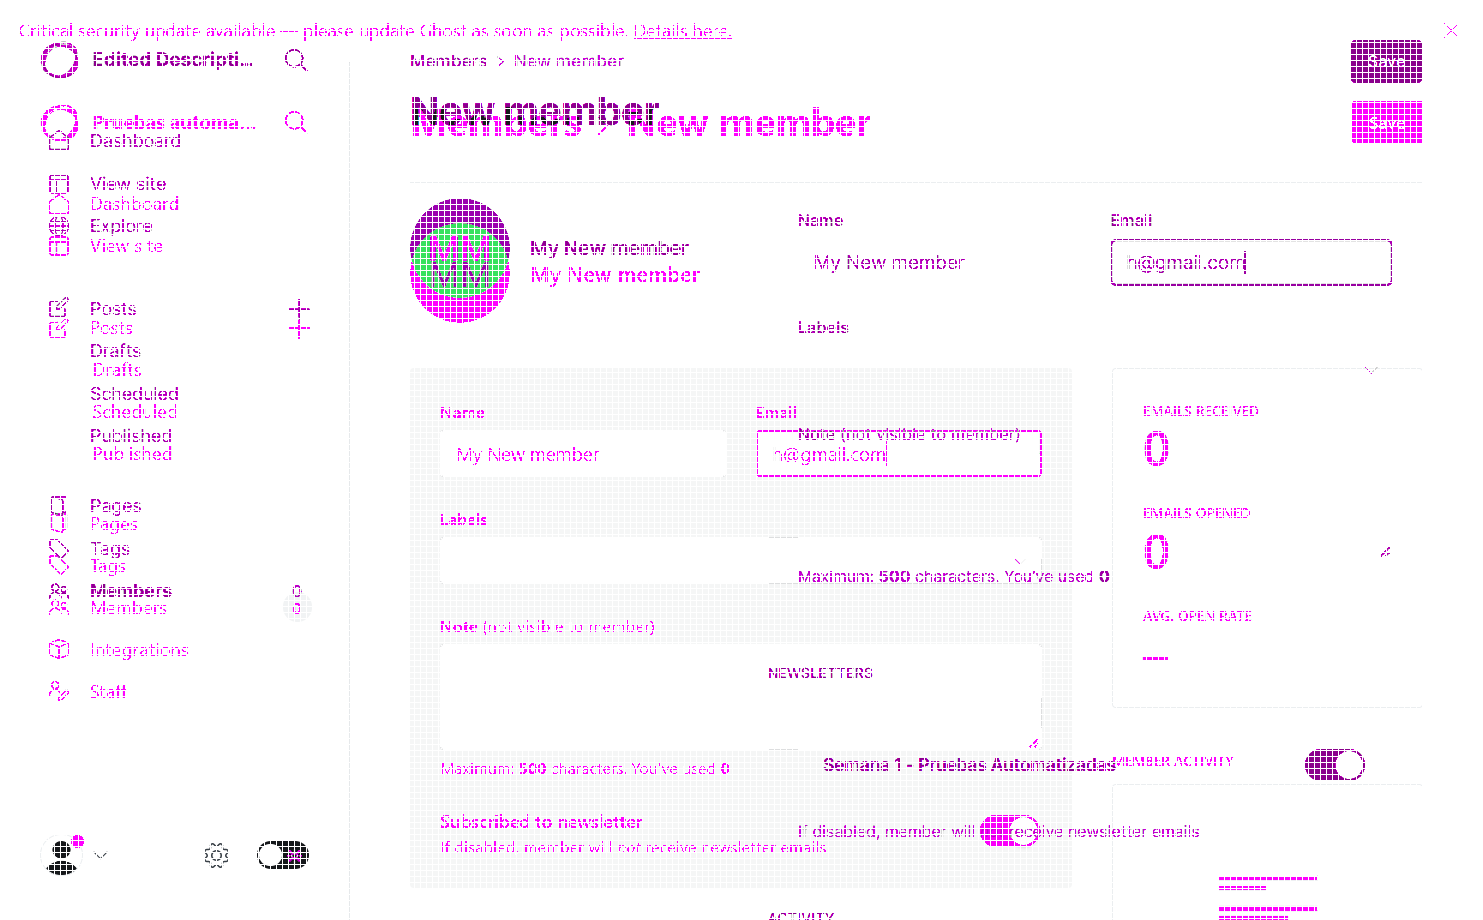 Critical security update available — please update Ghost as soon as possible. Details here.
Edited Descripti...
Members > New member
Save
New member
Pruebas automa...
Members > New member
Save
Dashboard
View site
Dashboard
Explore
View site
Name
Email
My New member
My New member
My New member
h@gmail.com
Posts
Posts
Labels
Drafts
Drafts
Scheduled
Scheduled
Published
Published
Name
Email
Note (not visible to member)
My New member
h@gmail.com
EMAILS RECEIVED
0
Pages
Pages
Labels
EMAILS OPENED
0
Tags
Tags
Members 0
Members 0
Maximum: 500 characters. You've used 0
Note (not visible to member)
AVG. OPEN RATE
Integrations
Staff
NEWSLETTERS
Maximum: 500 characters. You've used 0
Semana 1 - Pruebas Automatizadas
MEMBER ACTIVITY
Subscribed to newsletter
If disabled, member will receive newsletter emails
If disabled, member will not receive newsletter emails
ACTIVITY